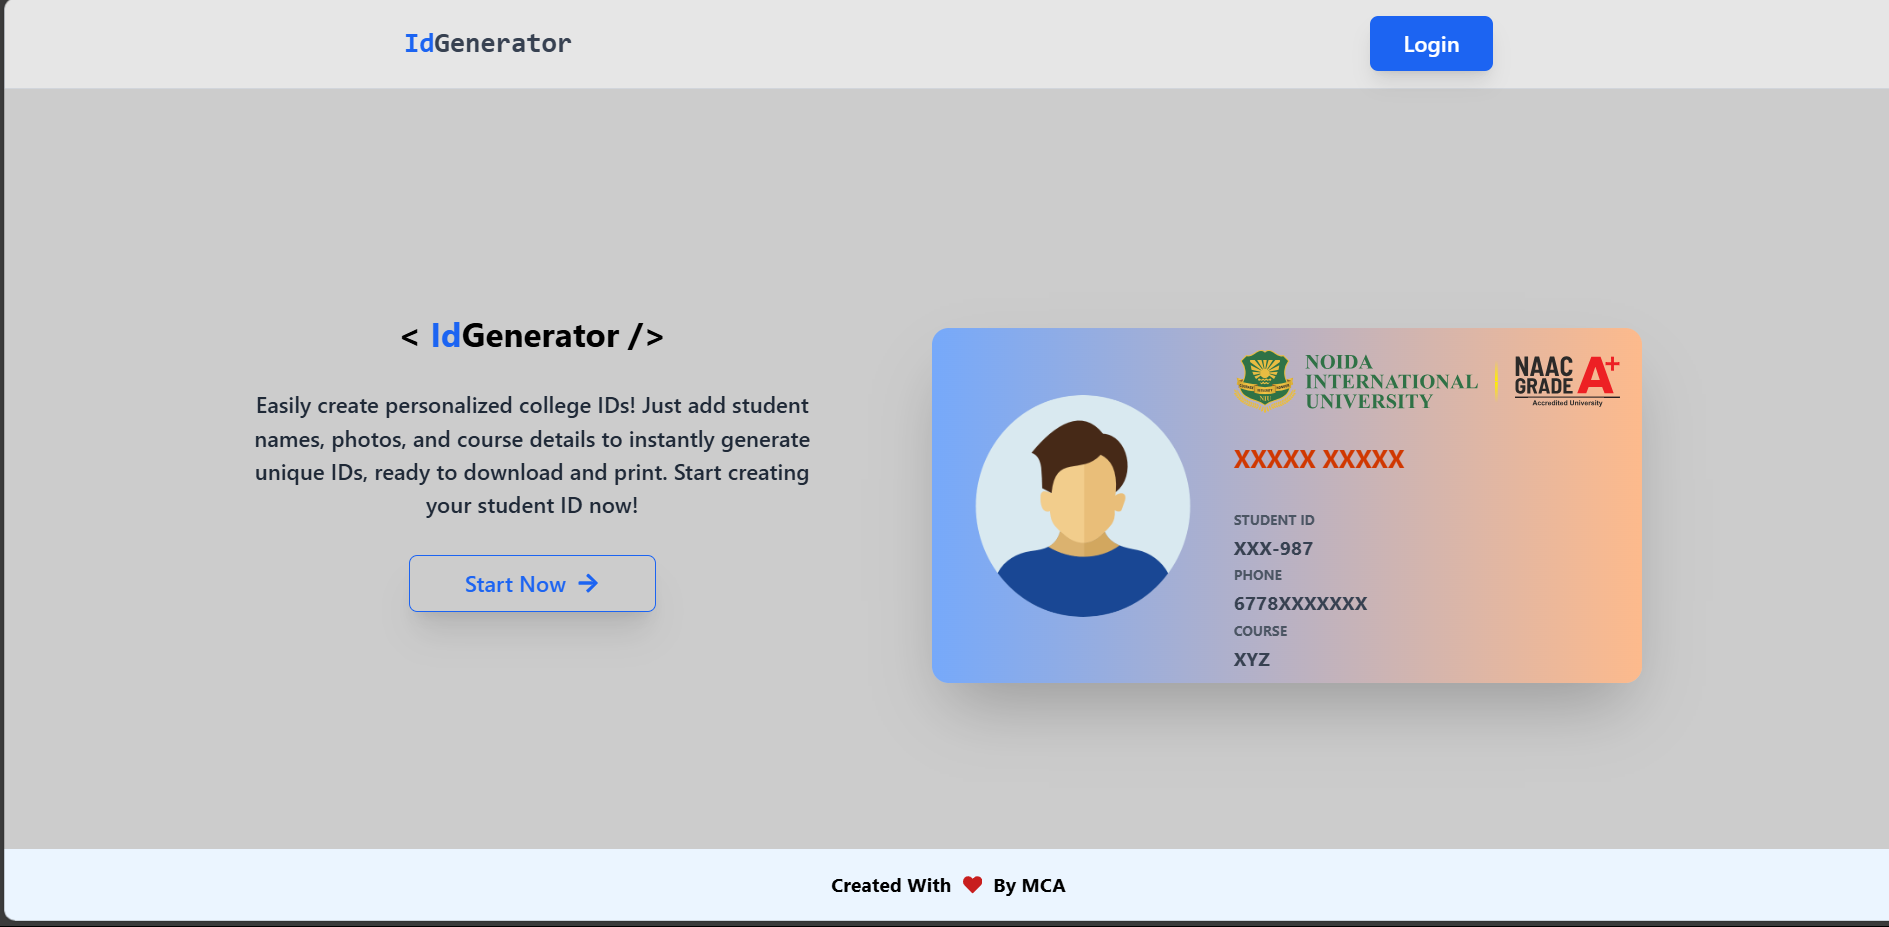 IdGenerator
Login
< IdGenerator />
Easily create personalized college IDs! Just add student
names, photos, and course details to instantly generate
unique IDs, ready to download and print. Start creating
your student ID now!
Start Now →
NOIDA
INTERNATIONAL
UNIVERSITY
NAAC
GRADE A+
Accredited University
NIU
XXXXX XXXXX
STUDENT ID
XXX-987
PHONE
6778XXXXXXX
COURSE
XYZ
Created With ❤ By MCA